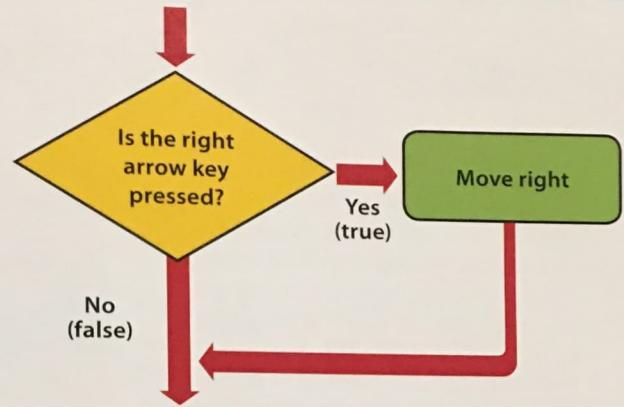 Is the right
arrow key
pressed?
Move right
Yes
(true)
No
(false)